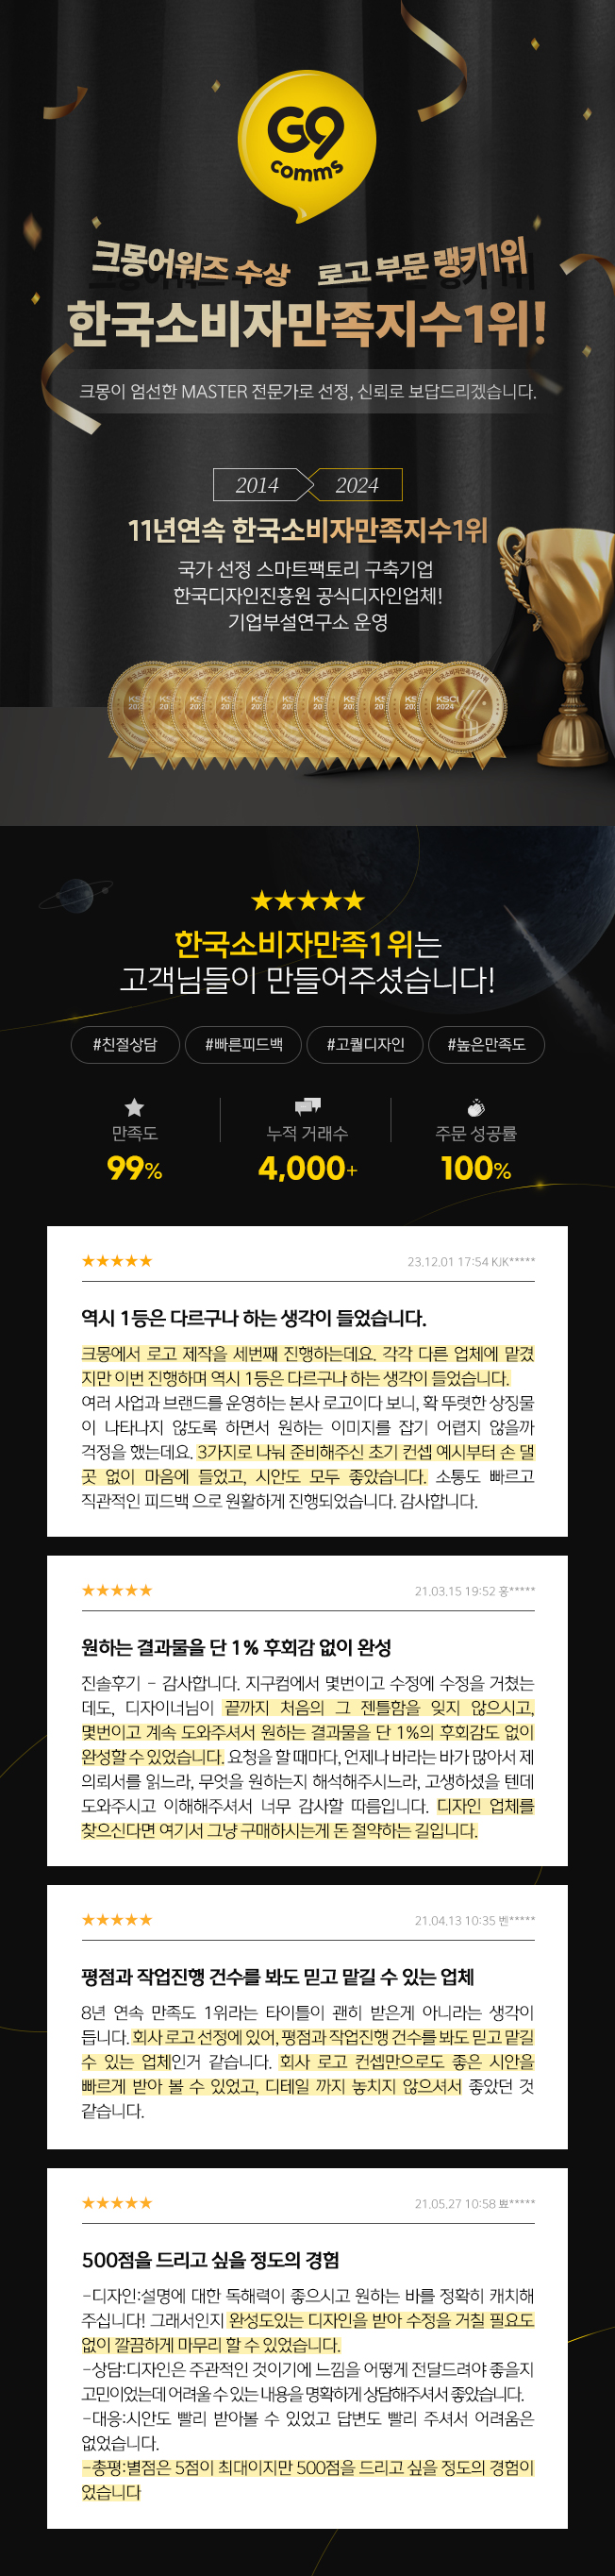 G9
comms
크몽어워즈 수상 로고 부문 랭키1위
한국소비자만족지수1위!
크몽이 엄선한 MASTER 전문가로 선정, 신뢰로 보답드리겠습니다.
2014 2024
11년연속 한국소비자만족지수1위
국가 선정 스마트팩토리 구축기업
한국디자인진흥원 공식디자인업체!
기업부설연구소 운영
KSCI
2024
★★★★★
한국소비자만족1위는
고객님들이 만들어주셨습니다!
#친절상담 #빠른피드백 #고퀄디자인 #높은만족도
만족도 누적 거래수 주문 성공률
99% 4,000+ 100%
★★★★★ 23.12.01 17:54 KJK*****
역시 1등은 다르구나 하는 생각이 들었습니다.
크몽에서 로고 제작을 세번째 진행하는데요. 각각 다른 업체에 맡겼
지만 이번 진행하며 역시 1등은 다르구나 하는 생각이 들었습니다.
여러 사업과 브랜드를 운영하는 본사 로고이다 보니, 확 뚜렷한 상징물
이 나타나지 않도록 하면서 원하는 이미지를 잡기 어렵지 않을까
걱정을 했는데요. 3가지로 나눠 준비해주신 초기 컨셉 예시부터 손 댈
곳 없이 마음에 들었고, 시안도 모두 좋았습니다. 소통도 빠르고
직관적인 피드백 으로 원활하게 진행되었습니다. 감사합니다.
★★★★★ 21.03.15 19:52 홍*****
원하는 결과물을 단 1% 후회감 없이 완성
진솔후기 - 감사합니다. 지구컴에서 몇번이고 수정에 수정을 거쳤는
데도, 디자이너님이 끝까지 처음의 그 젠틀함을 잊지 않으시고,
몇번이고 계속 도와주셔서 원하는 결과물을 단 1%의 후회감도 없이
완성할 수 있었습니다. 요청을 할 때마다, 언제나 바라는 바가 많아서 제
의뢰서를 읽느라, 무엇을 원하는지 해석해주시느라, 고생하셨을 텐데
도와주시고 이해해주셔서 너무 감사할 따름입니다. 디자인 업체를
찾으신다면 여기서 그냥 구매하시는게 돈 절약하는 길입니다.
★★★★★ 21.04.13 10:35 벤*****
평점과 작업진행 건수를 봐도 믿고 맡길 수 있는 업체
8년 연속 만족도 1위라는 타이틀이 괜히 받은게 아니라는 생각이
듭니다. 회사 로고 선정에 있어, 평점과 작업진행 건수를 봐도 믿고 맡길
수 있는 업체인거 같습니다. 회사 로고 컨셉만으로도 좋은 시안을
빠르게 받아 볼 수 있었고, 디테일 까지 놓치지 않으셔서 좋았던 것
같습니다.
★★★★★ 21.05.27 10:58 뾰*****
500점을 드리고 싶을 정도의 경험
-디자인:설명에 대한 독해력이 좋으시고 원하는 바를 정확히 캐치해
주십니다! 그래서인지 완성도있는 디자인을 받아 수정을 거칠 필요도
없이 깔끔하게 마무리 할 수 있었습니다.
-상담:디자인은 주관적인 것이기에 느낌을 어떻게 전달드려야 좋을지
고민이었는데 어려울 수 있는 내용을 명확하게 상담해주셔서 좋았습니다.
-대응:시안도 빨리 받아볼 수 있었고 답변도 빨리 주셔서 어려움은
없었습니다.
-총평:별점은 5점이 최대이지만 500점을 드리고 싶을 정도의 경험이
었습니다